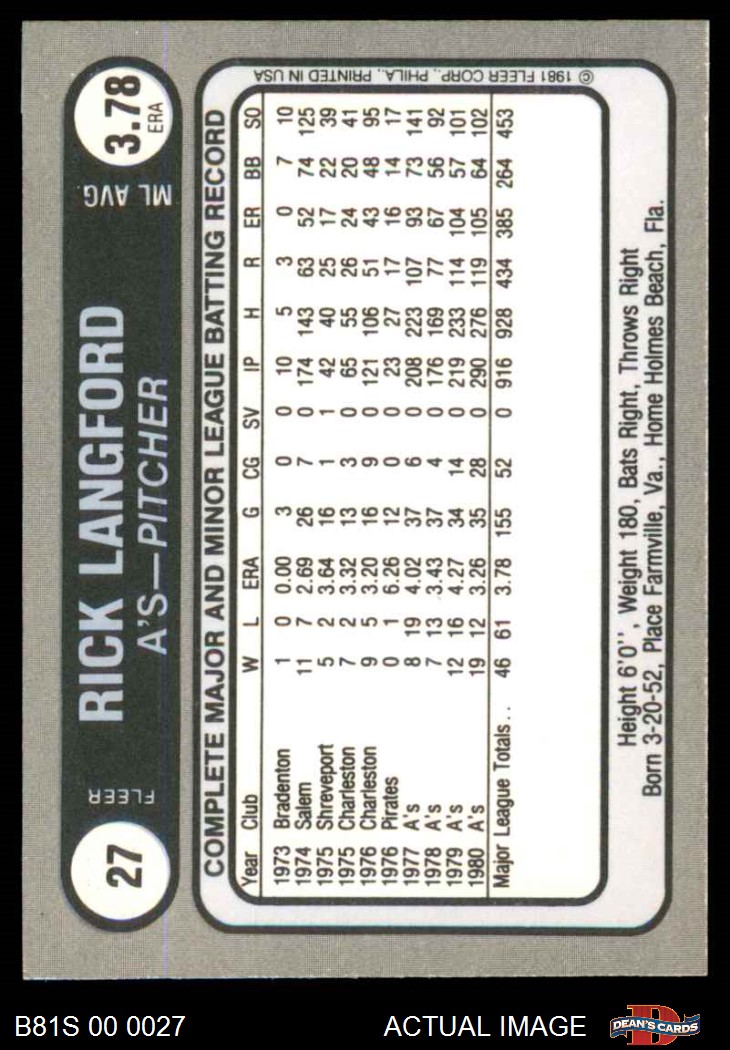 27
FLEER
RICK LANGFORD
A'S—PITCHER
ML AVG.
3.78
ERA
COMPLETE MAJOR AND MINOR LEAGUE BATTING RECORD
Year Club W L ERA G CG SV IP H R ER BB SO
1973 Bradenton 1 0 0.00 3 0 0 10 5 3 0 7 10
1974 Salem 11 7 2.69 26 7 0 174 143 63 52 74 125
1975 Shreveport 5 2 3.64 16 1 1 42 40 25 17 22 39
1975 Charleston 7 2 3.32 13 3 0 65 55 26 24 20 41
1976 Charleston 9 5 3.20 16 9 0 121 106 51 43 48 95
1976 Pirates 0 1 6.26 12 0 0 23 27 17 16 14 17
1977 A's 8 19 4.02 37 6 0 208 223 107 93 73 141
1978 A's 7 13 3.43 37 4 0 176 169 77 67 56 92
1979 A's 12 16 4.27 34 14 0 219 233 114 104 57 101
1980 A's 19 12 3.26 35 28 0 290 276 119 105 64 102
Major League Totals.. 46 61 3.78 155 52 0 916 928 434 385 264 453
© 1981 FLEER CORP., PHILA., PRINTED IN USA
Height 6'0'', Weight 180, Bats Right, Throws Right
Born 3-20-52, Place Farmville, Va., Home Holmes Beach, Fla.
B81S 00 0027
ACTUAL IMAGE
DEAN'S CARDS